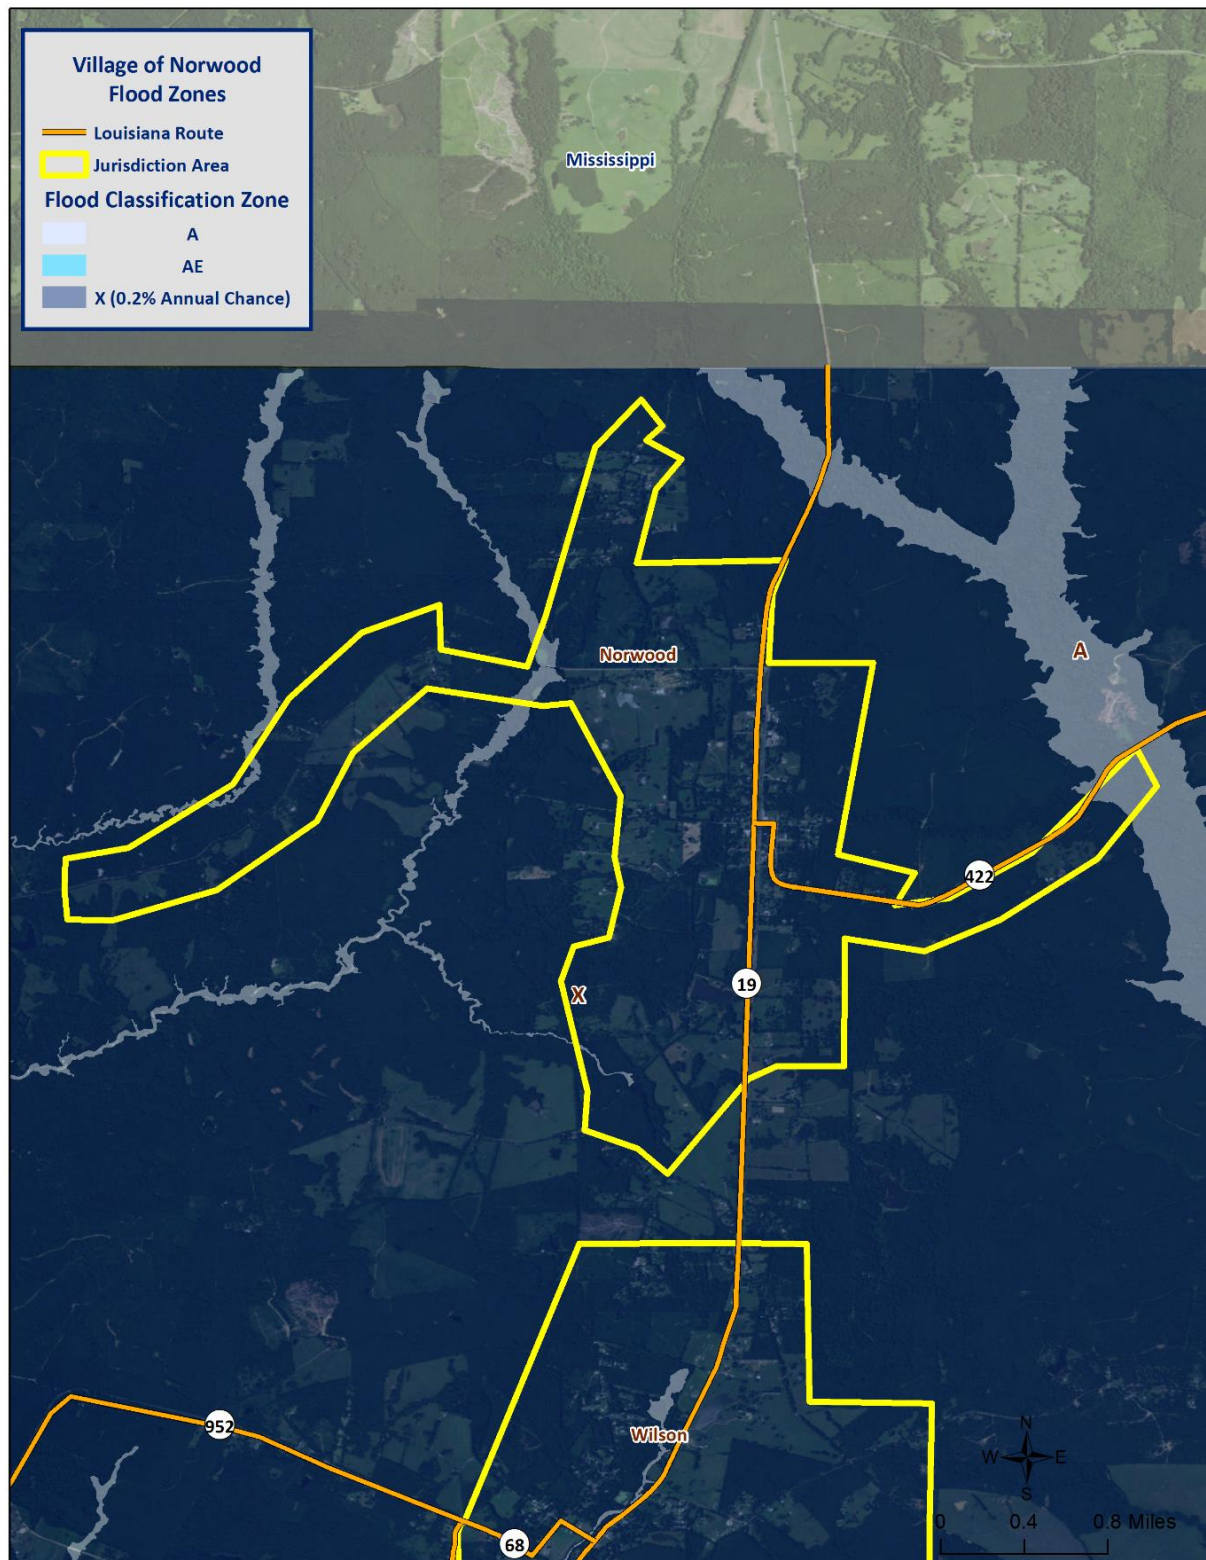 Village of Norwood
Flood Zones
Louisiana Route
Jurisdiction Area
Flood Classification Zone
A
AE
X (0.2% Annual Chance)
Mississippi
Norwood
A
422
19
X
Wilson
952
68
N
W E
S
0 0.4 0.8 Miles